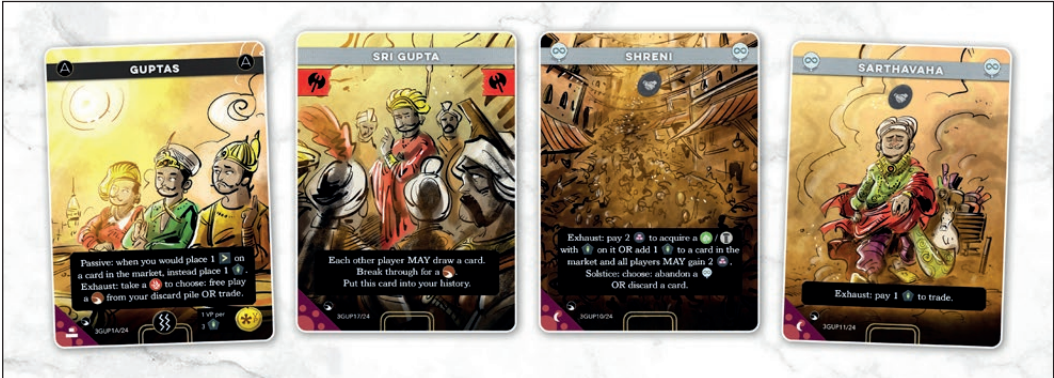 GUPTAS
Passive: when you would place 1 on
a card in the market, instead place 1 .
Exhaust: take a to choose: free play
a from your discard pile OR trade.
3GUP1A/24
1 VP per
3
SRI GUPTA
Each other player MAY draw a card.
Break through for a .
Put this card into your history.
3GUP17/24
SHRENI
Exhaust: pay 2 to acquire a /
with on it OR add 1 to a card in the
market and all players MAY gain 2 .
Solstice: choose: abandon a
OR discard a card.
3GUP10/24
SARTHAVAHA
Exhaust: pay 1 to trade.
3GUP11/24